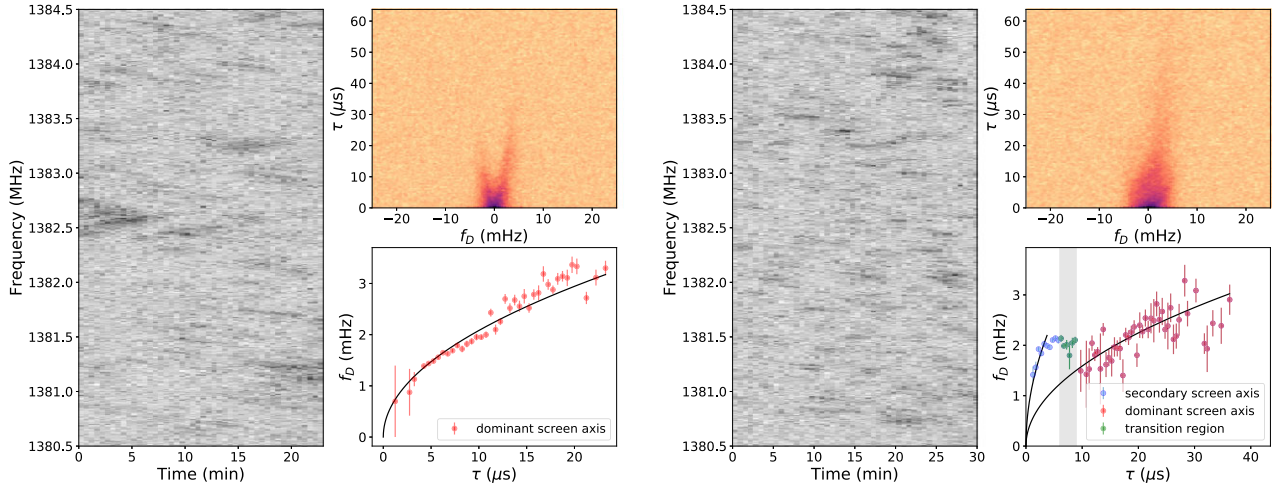 1384.5
1384.0
1383.5
1383.0
1382.5
1382.0
1381.5
1381.0
1380.5
Frequency (MHz)
0 5 10 15 20
Time (min)
60
50
40
30
20
10
0
τ (μs)
−20 −10 0 10 20
f_D (mHz)
3
2
1
0
f_D (mHz)
dominant screen axis
0 5 10 15 20
τ (μs)
1384.5
1384.0
1383.5
1383.0
1382.5
1382.0
1381.5
1381.0
1380.5
Frequency (MHz)
0 5 10 15 20 25 30
Time (min)
60
50
40
30
20
10
0
τ (μs)
−20 −10 0 10 20
f_D (mHz)
3
2
1
0
f_D (mHz)
secondary screen axis
dominant screen axis
transition region
0 10 20 30 40
τ (μs)